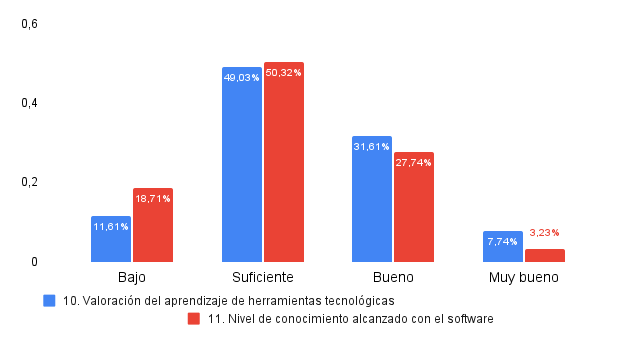 0,6
0,4
0,2
0
11,61%
18,71%
49,03%
50,32%
31,61%
27,74%
7,74%
3,23%
Bajo
Suficiente
Bueno
Muy bueno
10. Valoración del aprendizaje de herramientas tecnológicas
11. Nivel de conocimiento alcanzado con el software